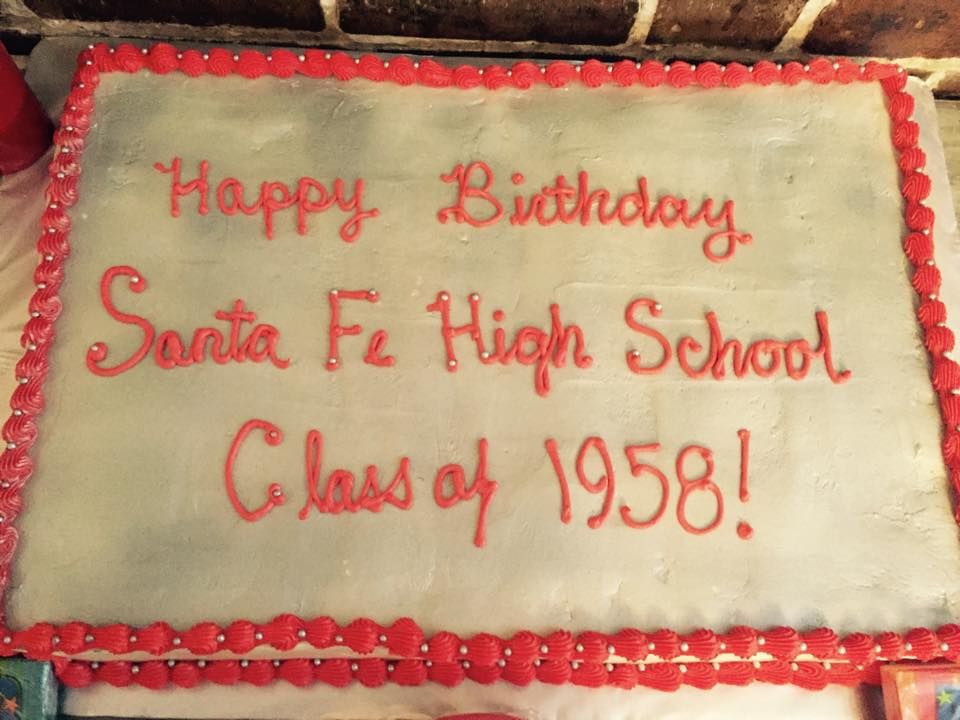 Happy Birthday
Santa Fe High School
Class of 1958!